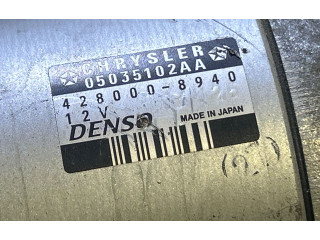 CHRYSLER
05035102AA
428000-8940
12V
DENSO MADE IN JAPAN